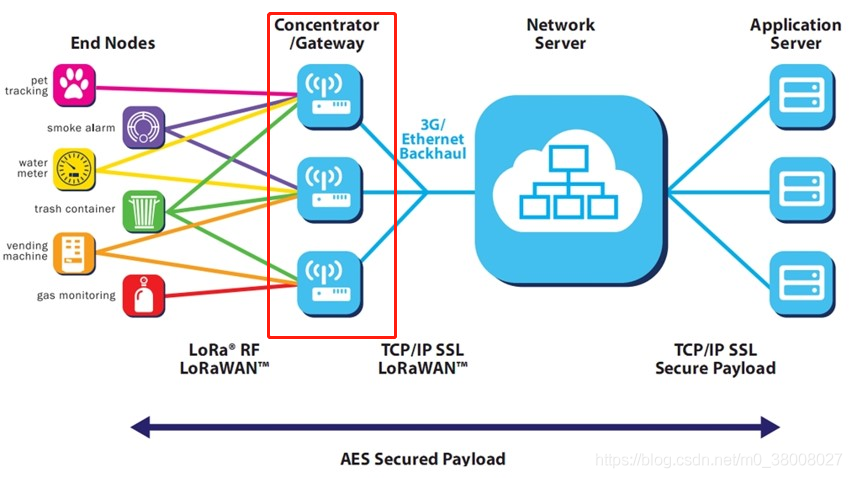 End Nodes
Concentrator
/Gateway
Network
Server
Application
Server
pet
tracking
smoke alarm
water
meter
trash container
vending
machine
gas monitoring
3G/
Ethernet
Backhaul
LoRa® RF
LoRaWAN™
TCP/IP SSL
LoRaWAN™
TCP/IP SSL
Secure Payload
AES Secured Payload
https://blog.csdn.net/m0_38008027